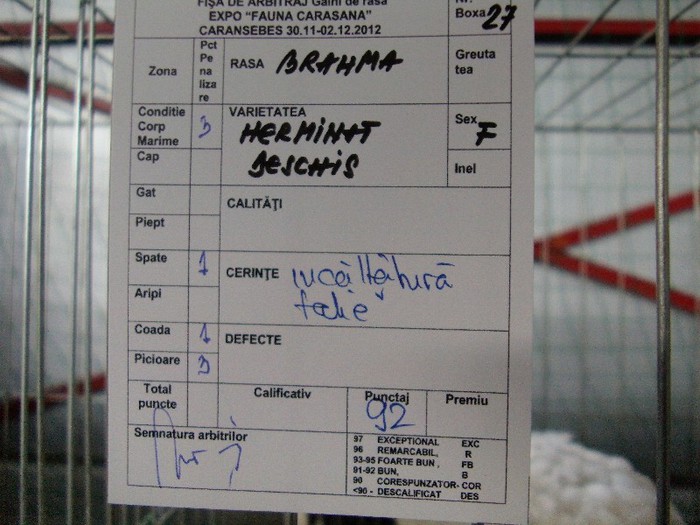 FIȘA DE ARBITRAJ Gaini de rasa
EXPO “FAUNA CARASANA”
CARANSEBES 30.11-02.12.2012
Nr.
Boxa 27
Zona
Pct
Pe
na
liza
re
RASA BRAHMA
Greuta
tea
Conditie
Corp
Marime
3
VARIETATEA
HERMINAT
DESCHIS
Sex
F
Cap
Inel
Gat
CALITĂȚI
Piept
Spate 1
CERINȚE încălțătură
Aripi
Coada 1
DEFECTE
Picioare 3
Total
puncte
Calificativ
Punctaj
92
Premiu
Semnatura arbitrilor
97 EXCEPTIONAL EXC
96 REMARCABIL, R
93-95 FOARTE BUN , FB
91-92 BUN, B
90 CORESPUNZATOR- COR
<90 - DESCALIFICAT DES